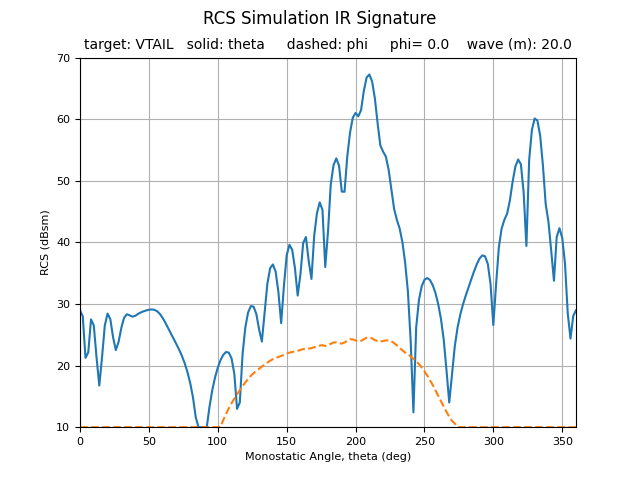 RCS Simulation IR Signature
target: VTAIL   solid: theta     dashed: phi     phi= 0.0    wave (m): 20.0
70
60
50
40
30
20
10
RCS (dBsm)
0 50 100 150 200 250 300 350
Monostatic Angle, theta (deg)